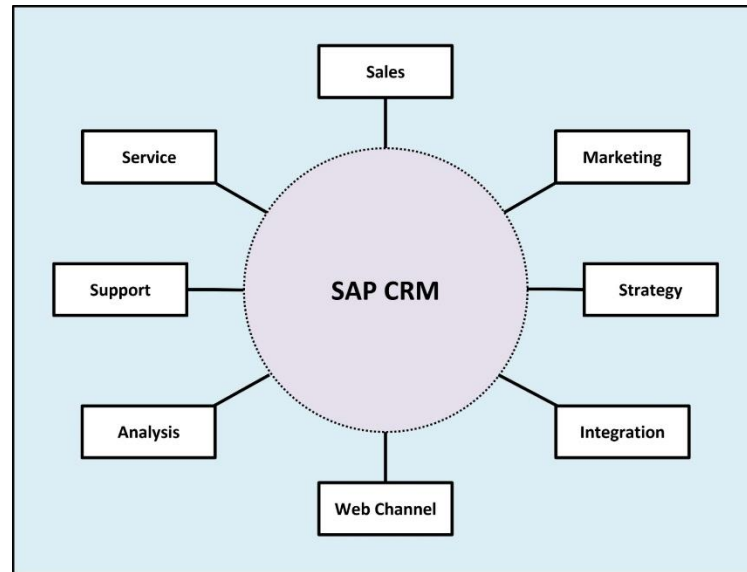 Sales
Service
Marketing
Support
SAP CRM
Strategy
Analysis
Integration
Web Channel